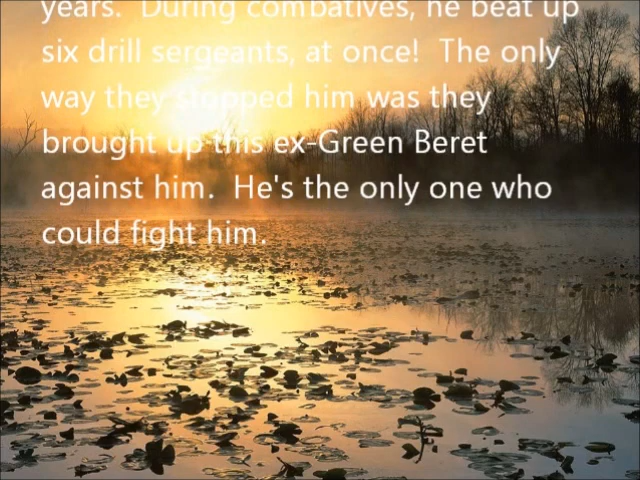 years.  During combatives, he beat up
six drill sergeants, at once!  The only
way they stopped him was they
brought up this ex-Green Beret
against him.  He's the only one who
could fight him.